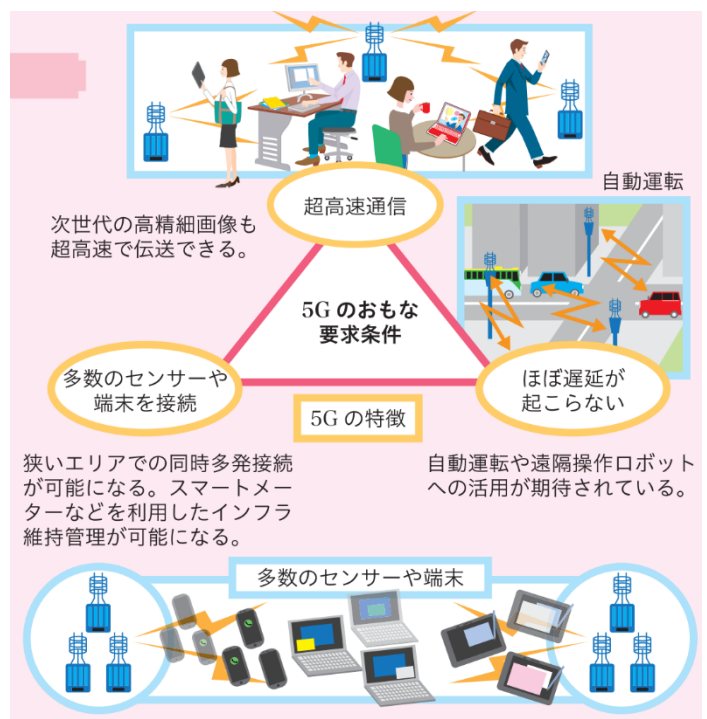 超高速通信
次世代の高精細画像も
超高速で伝送できる。
自動運転
5Gのおもな
要求条件
多数のセンサーや
端末を接続
ほぼ遅延が
起こらない
5Gの特徴
狭いエリアでの同時多発接続
が可能になる。スマートメー
ターなどを利用したインフラ
維持管理が可能になる。
自動運転や遠隔操作ロボット
への活用が期待されている。
多数のセンサーや端末